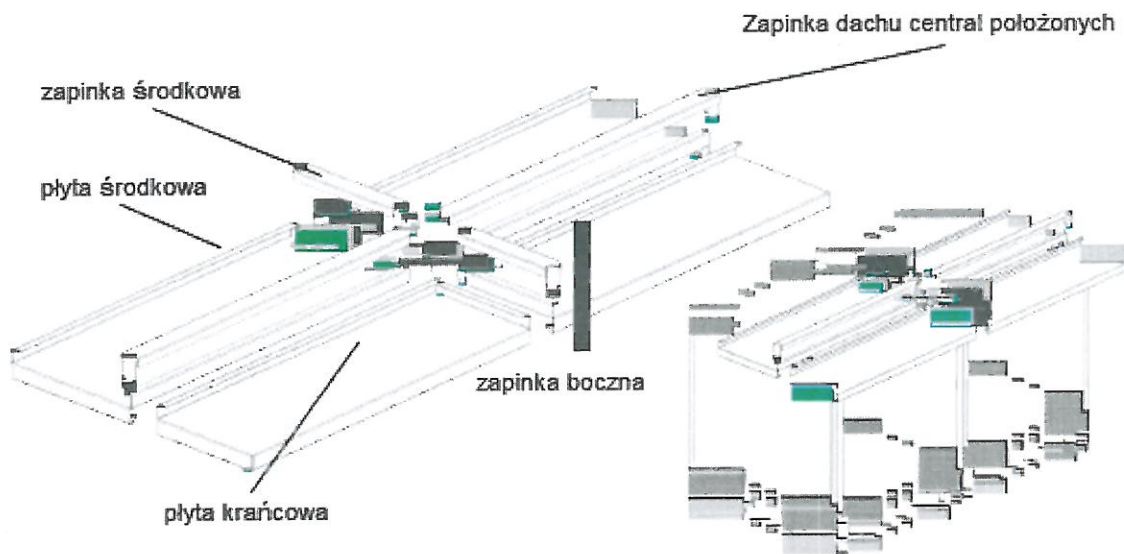 Zapinka dachu central położonych
zapinka środkowa
płyta środkowa
zapinka boczna
płyta krańcowa